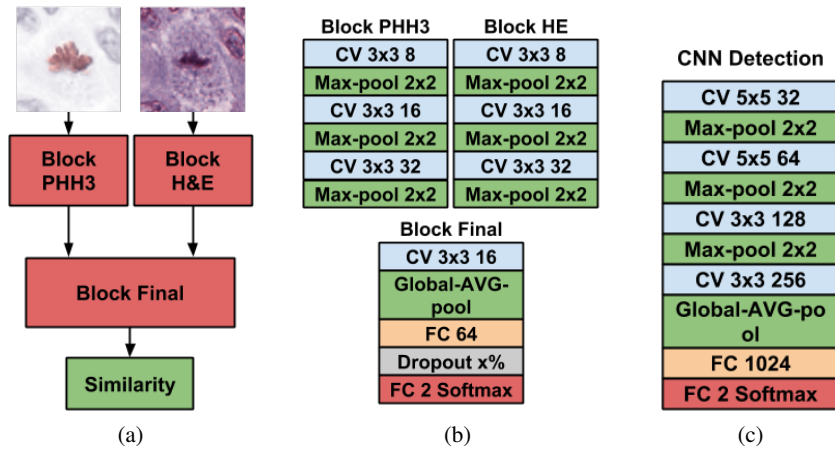 Block
PHH3
Block
H&E
Block Final
Similarity
(a)
Block PHH3
CV 3x3 8
Max-pool 2x2
CV 3x3 16
Max-pool 2x2
CV 3x3 32
Max-pool 2x2
Block HE
CV 3x3 8
Max-pool 2x2
CV 3x3 16
Max-pool 2x2
CV 3x3 32
Max-pool 2x2
Block Final
CV 3x3 16
Global-AVG-
pool
FC 64
Dropout x%
FC 2 Softmax
(b)
CNN Detection
CV 5x5 32
Max-pool 2x2
CV 5x5 64
Max-pool 2x2
CV 3x3 128
Max-pool 2x2
CV 3x3 256
Global-AVG-po
ol
FC 1024
FC 2 Softmax
(c)